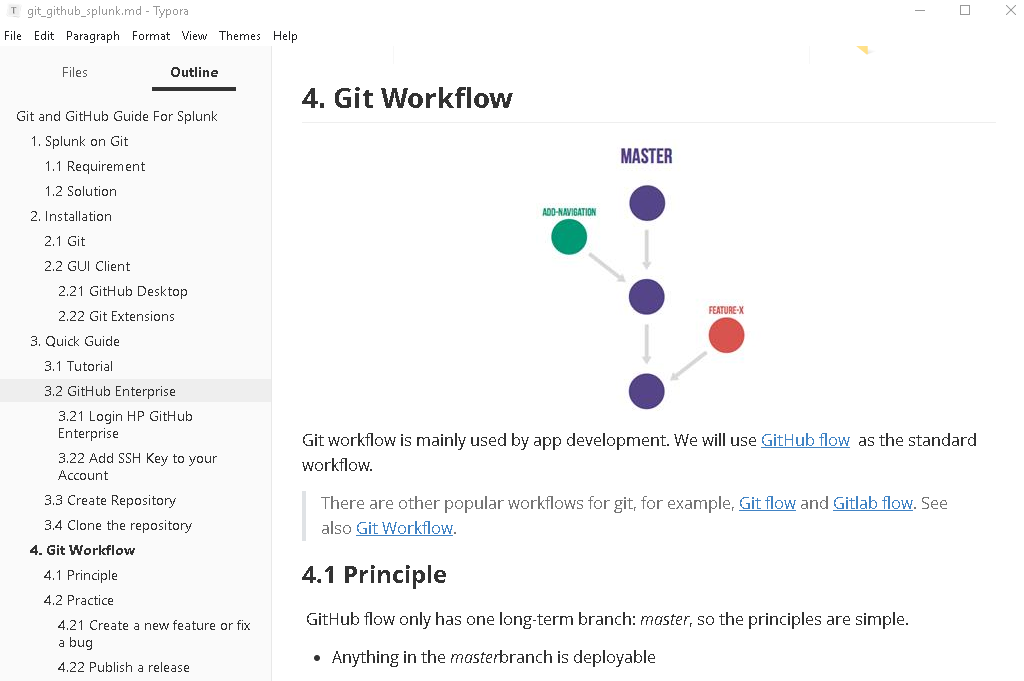 git_github_splunk.md - Typora
File Edit Paragraph Format View Themes Help
Files Outline
Git and GitHub Guide For Splunk
1. Splunk on Git
1.1 Requirement
1.2 Solution
2. Installation
2.1 Git
2.2 GUI Client
2.21 GitHub Desktop
2.22 Git Extensions
3. Quick Guide
3.1 Tutorial
3.2 GitHub Enterprise
3.21 Login HP GitHub
Enterprise
3.22 Add SSH Key to your
Account
3.3 Create Repository
3.4 Clone the repository
4. Git Workflow
4.1 Principle
4.2 Practice
4.21 Create a new feature or fix
a bug
4.22 Publish a release
4. Git Workflow
MASTER
ADD-NAVIGATION
FEATURE-X
Git workflow is mainly used by app development. We will use GitHub flow as the standard
workflow.
There are other popular workflows for git, for example, Git flow and Gitlab flow. See
also Git Workflow.
4.1 Principle
GitHub flow only has one long-term branch: master, so the principles are simple.
• Anything in the masterbranch is deployable